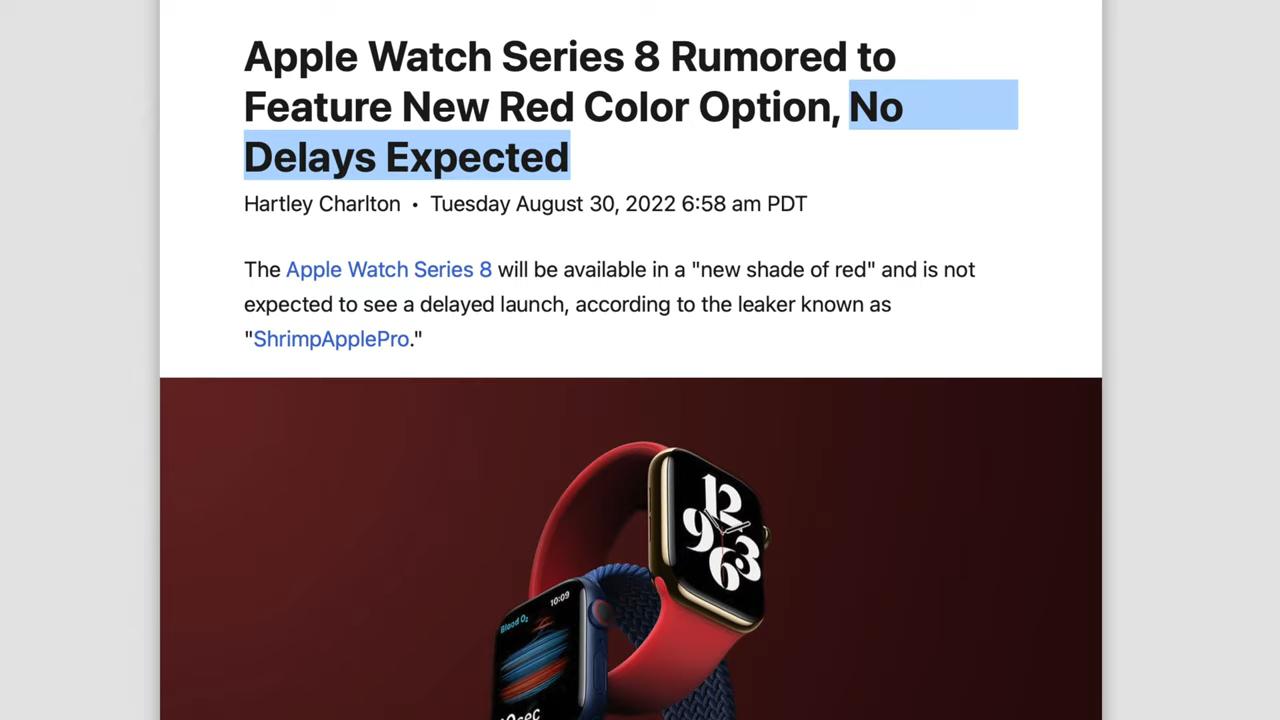 Apple Watch Series 8 Rumored to
Feature New Red Color Option, No
Delays Expected
Hartley Charlton • Tuesday August 30, 2022 6:58 am PDT
The Apple Watch Series 8 will be available in a "new shade of red" and is not
expected to see a delayed launch, according to the leaker known as
"ShrimpApplePro."
12
9 3
6
10:09
Blood O₂